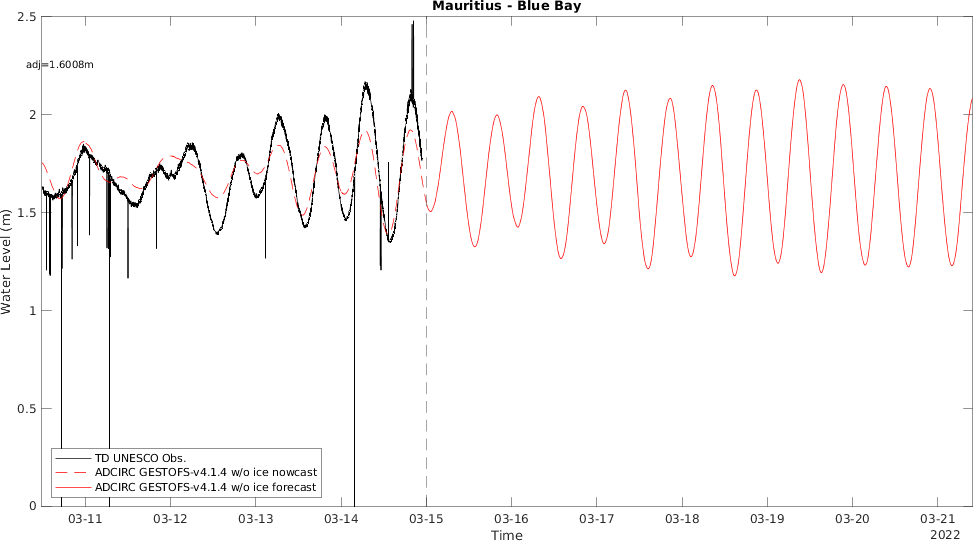 Mauritius - Blue Bay
adj=1.6008m
Water Level (m)
2.5
2
1.5
1
0.5
0
TD UNESCO Obs.
ADCIRC GESTOFS-v4.1.4 w/o ice nowcast
ADCIRC GESTOFS-v4.1.4 w/o ice forecast
03-11 03-12 03-13 03-14 03-15 03-16 03-17 03-18 03-19 03-20 03-21
Time
2022